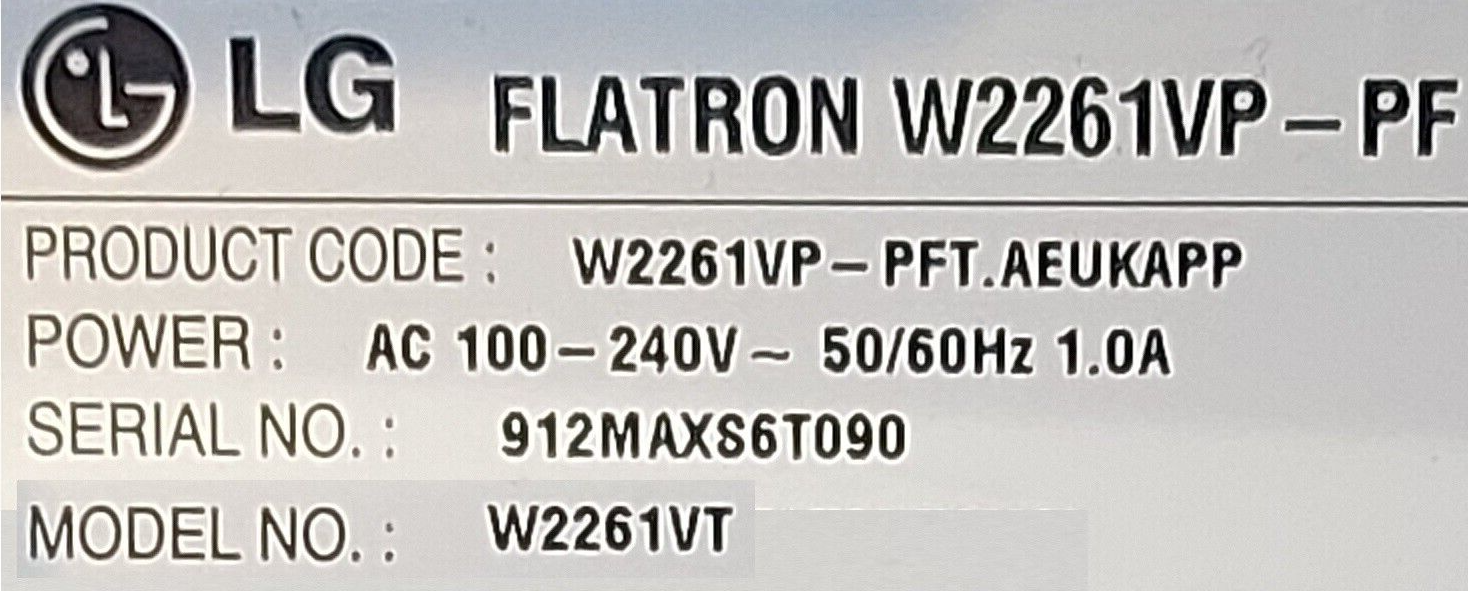 LG FLATRON W2261VP-PF
PRODUCT CODE : W2261VP-PFT.AEUKAPP
POWER : AC 100-240V~ 50/60Hz 1.0A
SERIAL NO. : 912MAXS6T090
MODEL NO. : W2261VT